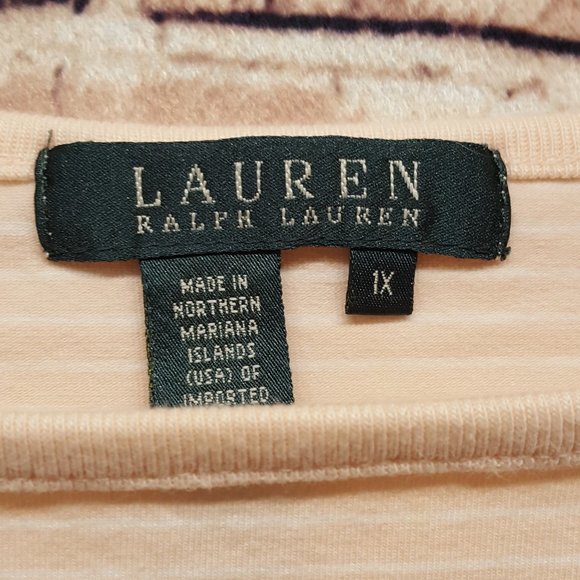 LAUREN
RALPH LAUREN
MADE IN
NORTHERN
MARIANA
ISLANDS
(USA) OF
IMPORTED
1X